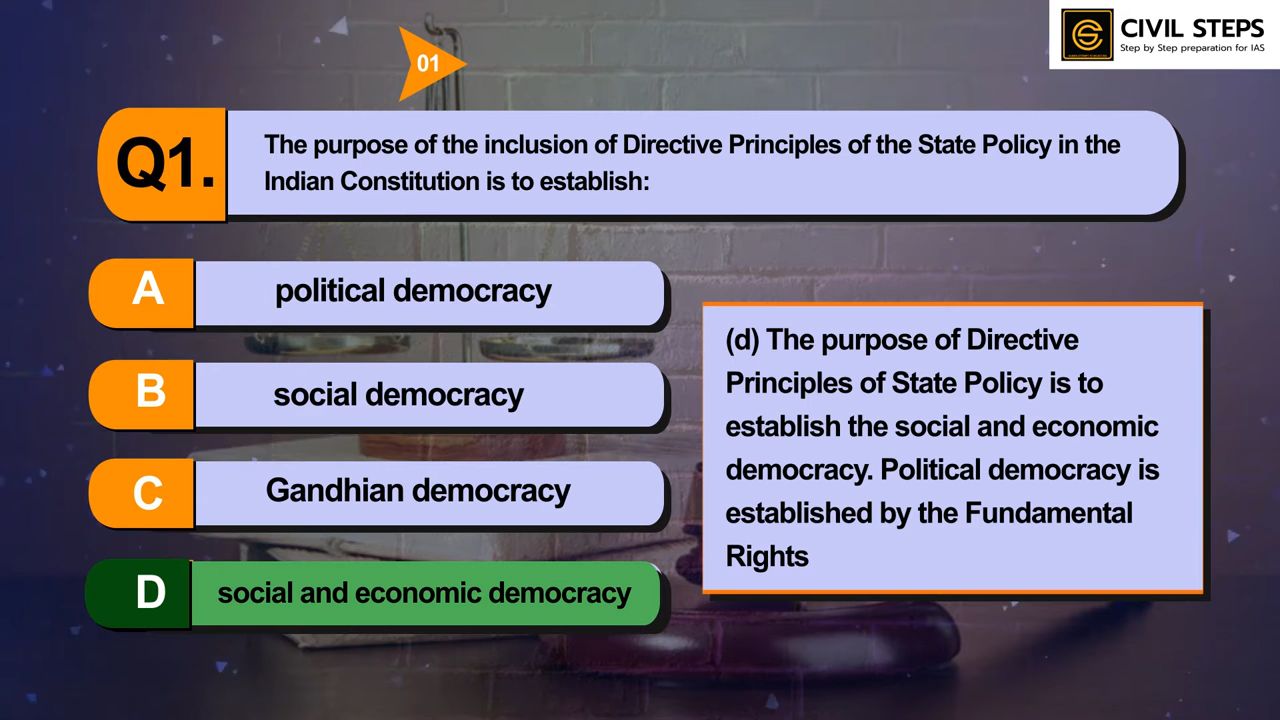 CIVIL STEPS
Step by Step preparation for IAS
01
Q1.
The purpose of the inclusion of Directive Principles of the State Policy in the
Indian Constitution is to establish:
A
political democracy
B
social democracy
C
Gandhian democracy
D
social and economic democracy
(d) The purpose of Directive
Principles of State Policy is to
establish the social and economic
democracy. Political democracy is
established by the Fundamental
Rights